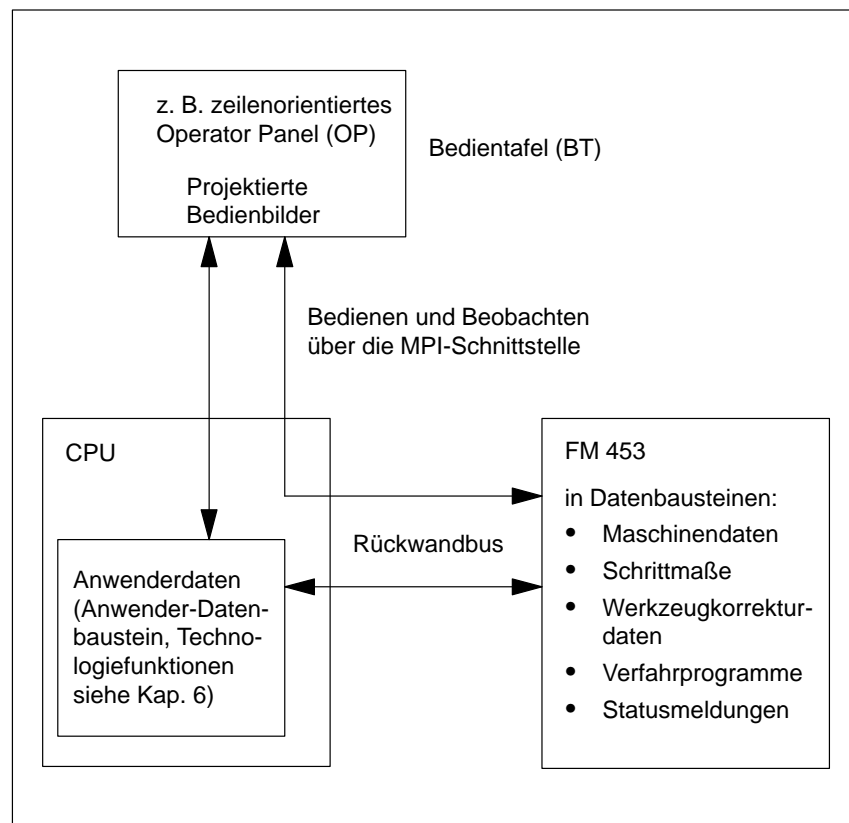 z. B. zeilenorientiertes
Operator Panel (OP)
Projektierte
Bedienbilder
Bedientafel (BT)
Bedienen und Beobachten
über die MPI-Schnittstelle
CPU
Anwenderdaten
(Anwender-Daten-
baustein, Techno-
logiefunktionen
siehe Kap. 6)
Rückwandbus
FM 453
in Datenbausteinen:
• Maschinendaten
• Schrittmaße
• Werkzeugkorrektur-
daten
• Verfahrprogramme
• Statusmeldungen